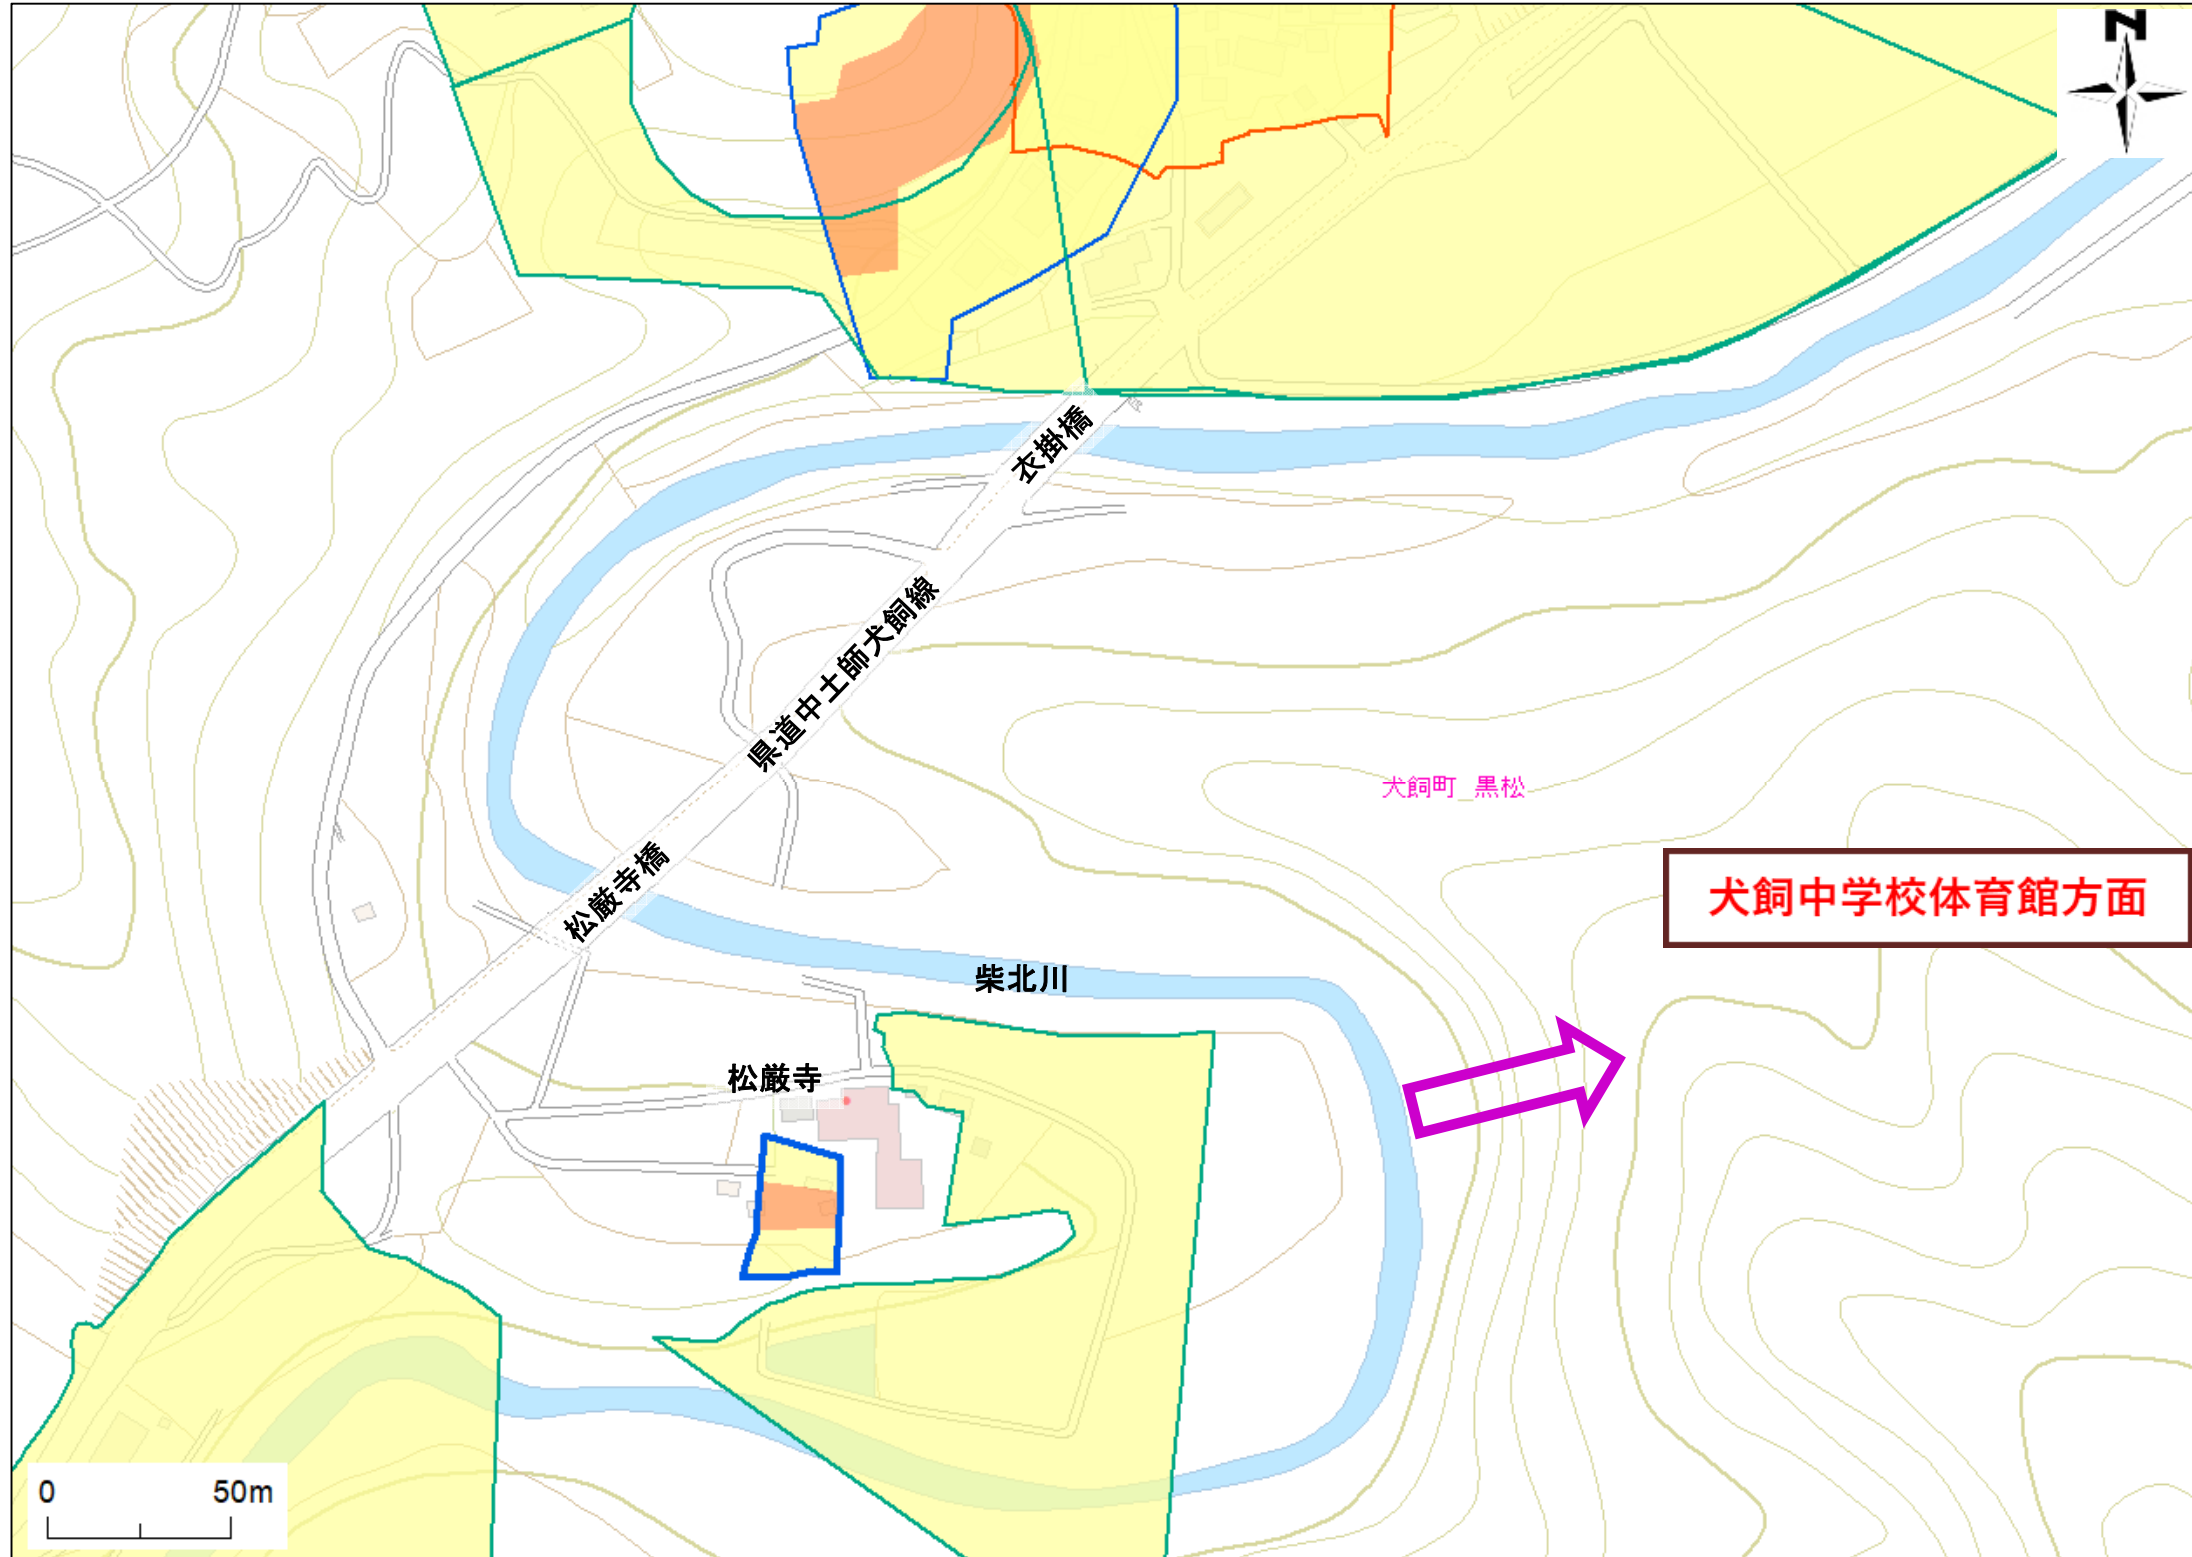 N
衣掛橋
県道中土師犬飼線
犬飼町 黒松
松厳寺橋
犬飼中学校体育館方面
柴北川
松厳寺
0 50m